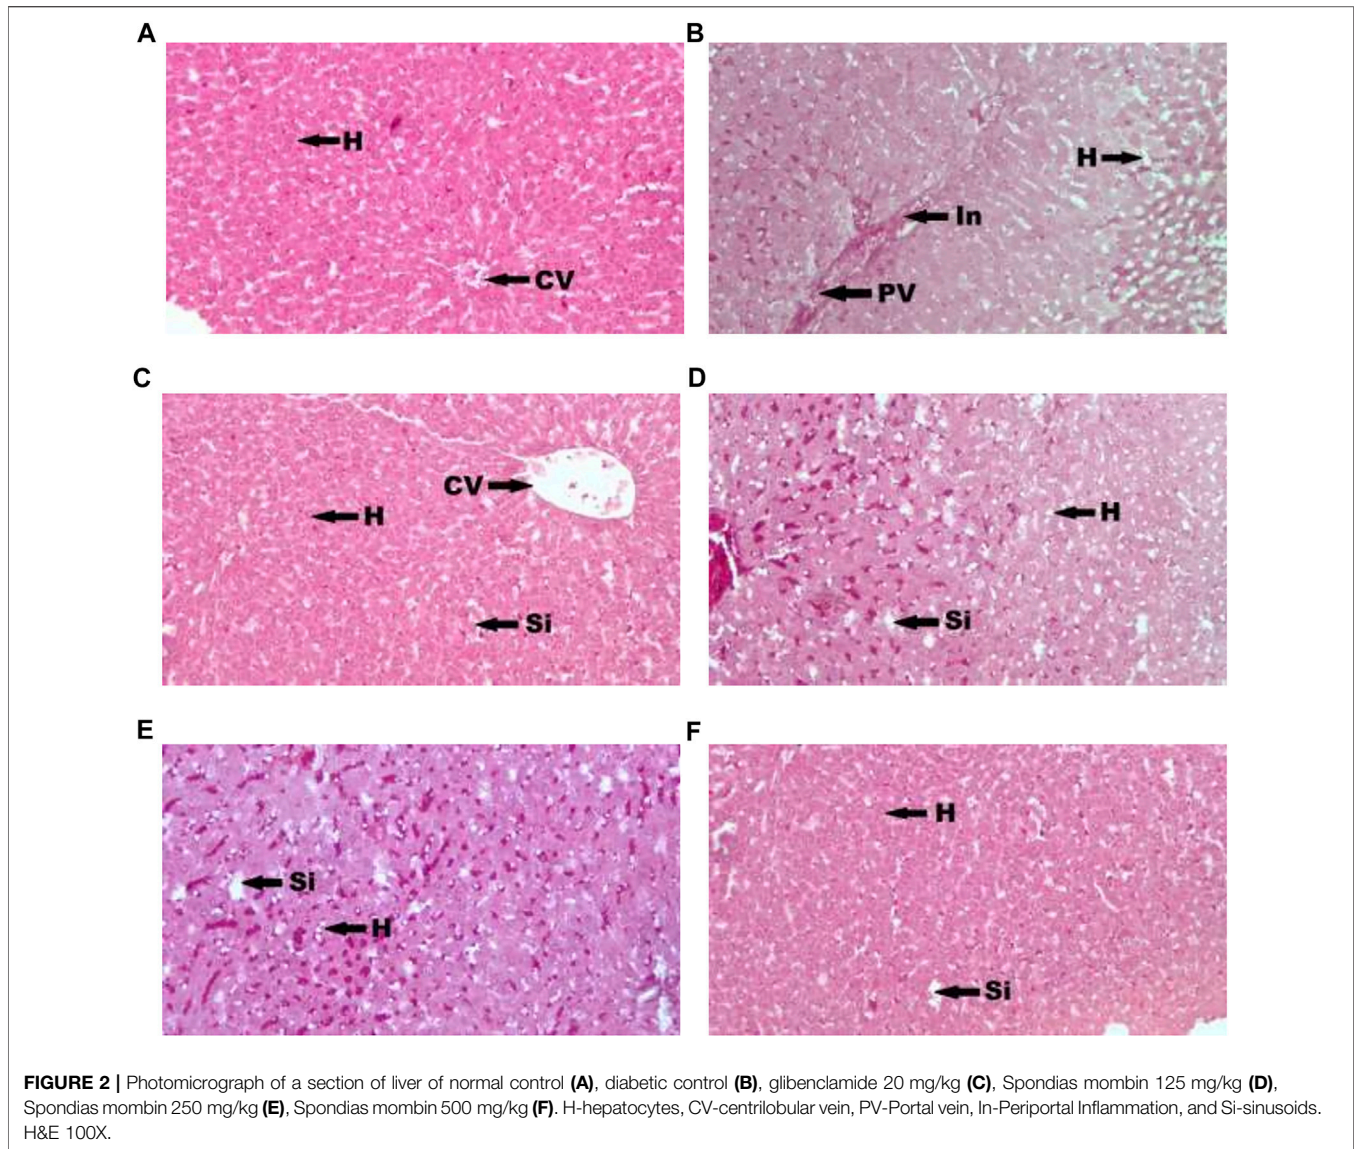 A
B
H
CV
H
In
PV
C
D
CV
H
Si
H
Si
E
F
Si
H
H
Si
FIGURE 2 | Photomicrograph of a section of liver of normal control (A), diabetic control (B), glibenclamide 20 mg/kg (C), Spondias mombin 125 mg/kg (D),
Spondias mombin 250 mg/kg (E), Spondias mombin 500 mg/kg (F). H-hepatocytes, CV-centrilobular vein, PV-Portal vein, In-Periportal Inflammation, and Si-sinusoids.
H&E 100X.